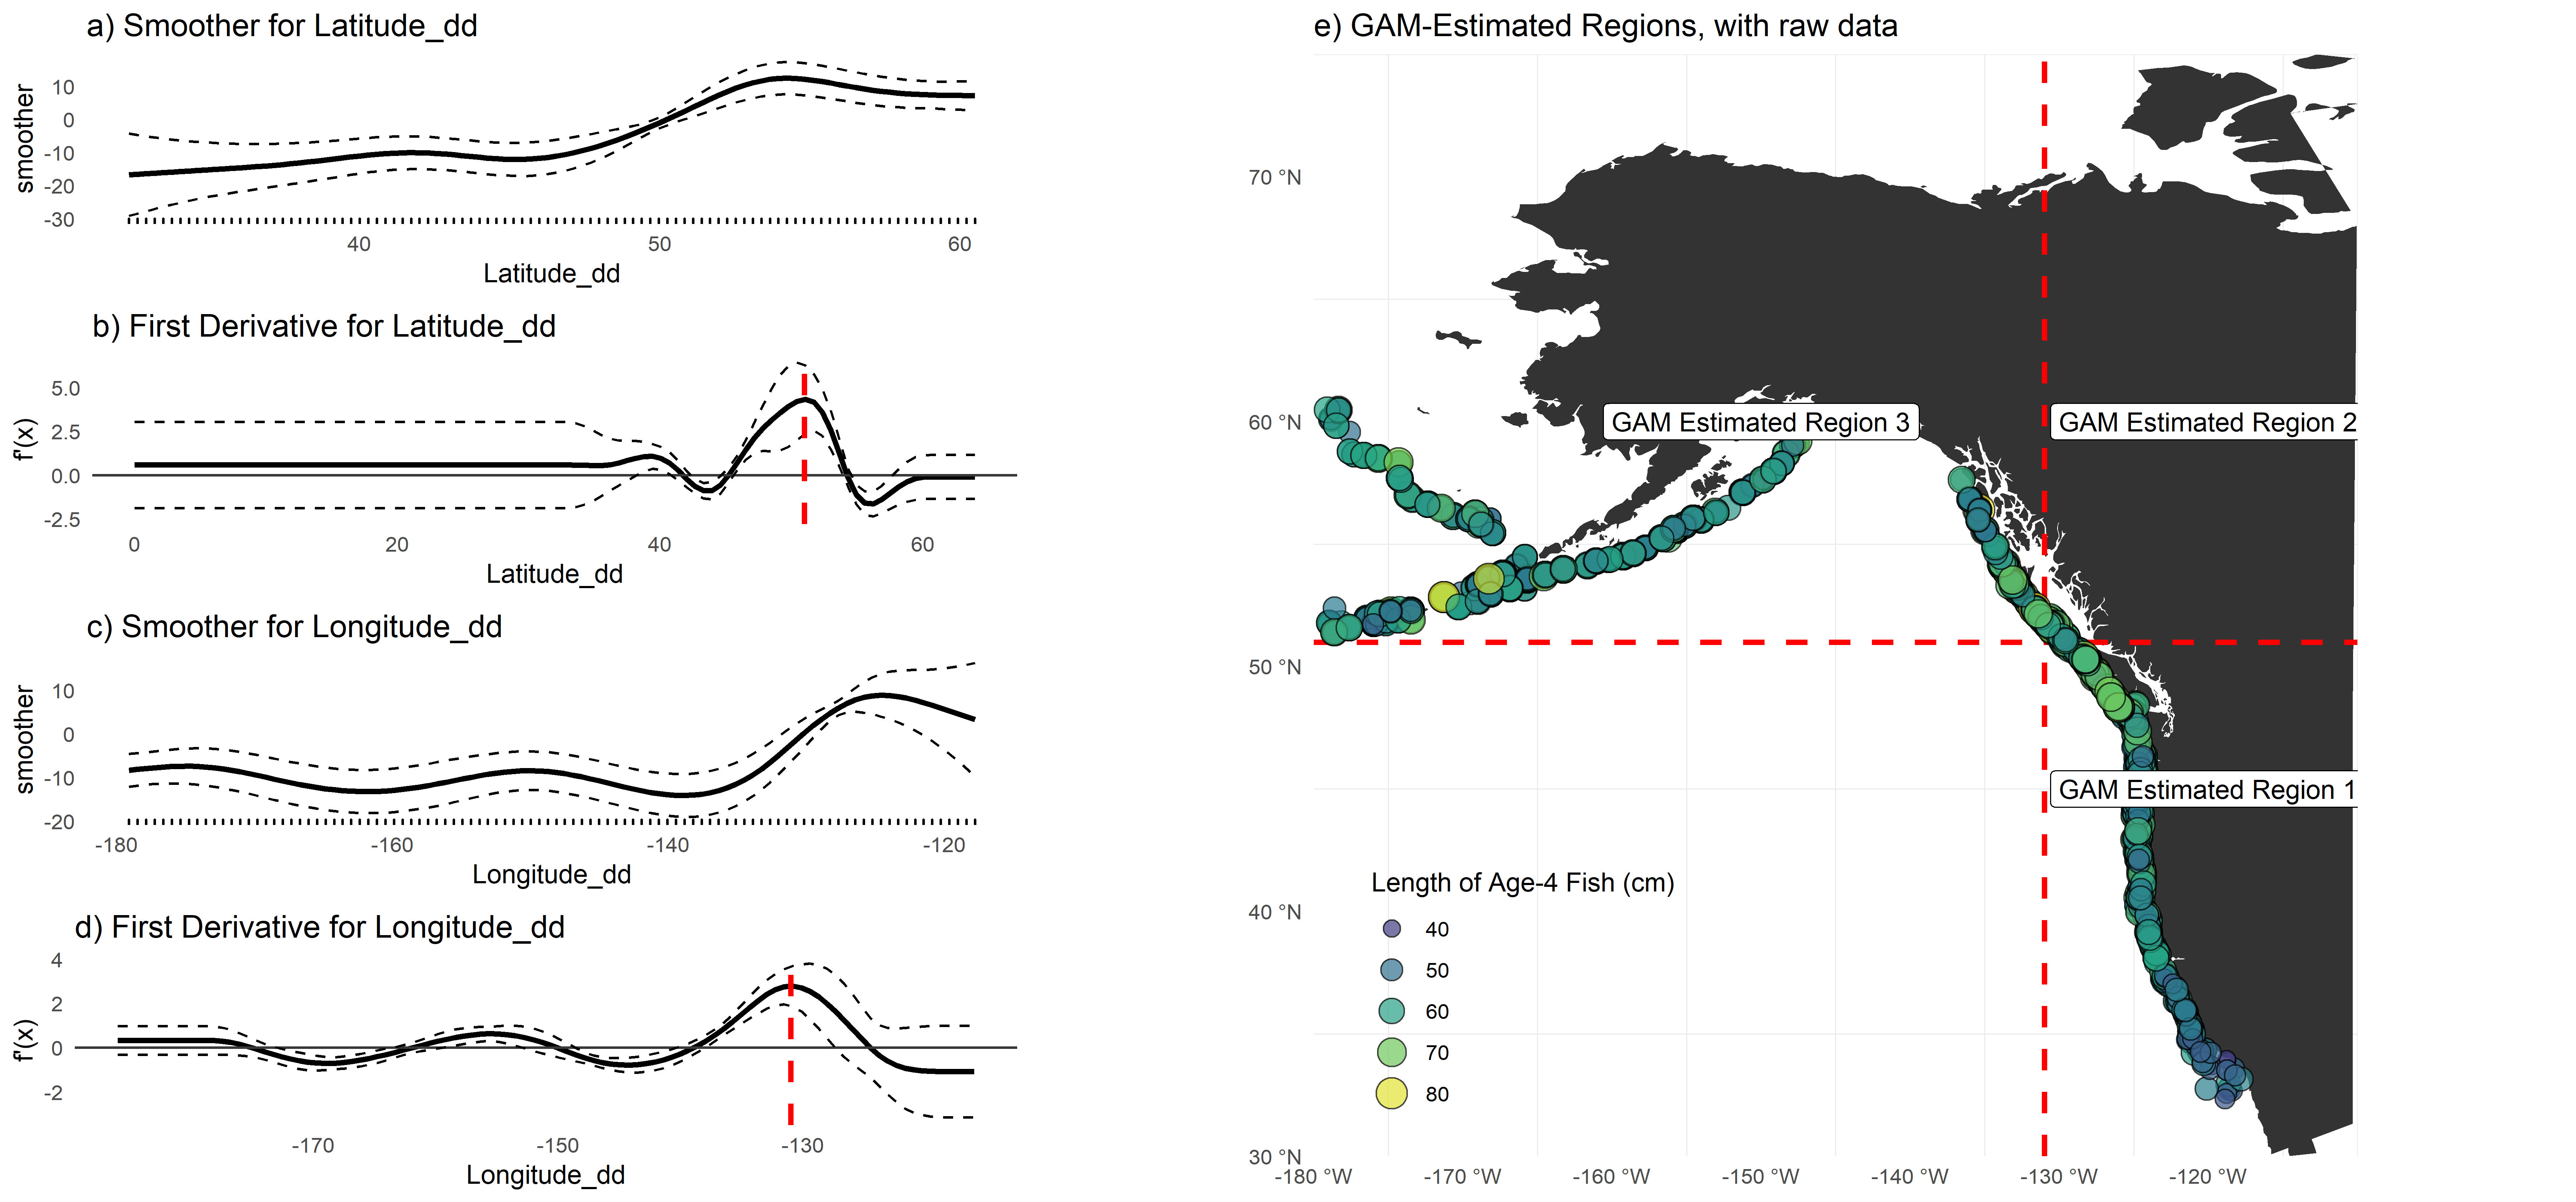 a) Smoother for Latitude_dd
smoother
10
0
-10
-20
-30
40 50 60
Latitude_dd
b) First Derivative for Latitude_dd
f'(x)
5.0
2.5
0.0
-2.5
0 20 40 60
Latitude_dd
c) Smoother for Longitude_dd
smoother
10
0
-10
-20
-180 -160 -140 -120
Longitude_dd
d) First Derivative for Longitude_dd
f'(x)
4
2
0
-2
-170 -150 -130
Longitude_dd
e) GAM-Estimated Regions, with raw data
70 °N
60 °N
50 °N
40 °N
30 °N
GAM Estimated Region 3
GAM Estimated Region 2
GAM Estimated Region 1
Length of Age-4 Fish (cm)
40
50
60
70
80
-180 °W -170 °W -160 °W -150 °W -140 °W -130 °W -120 °W